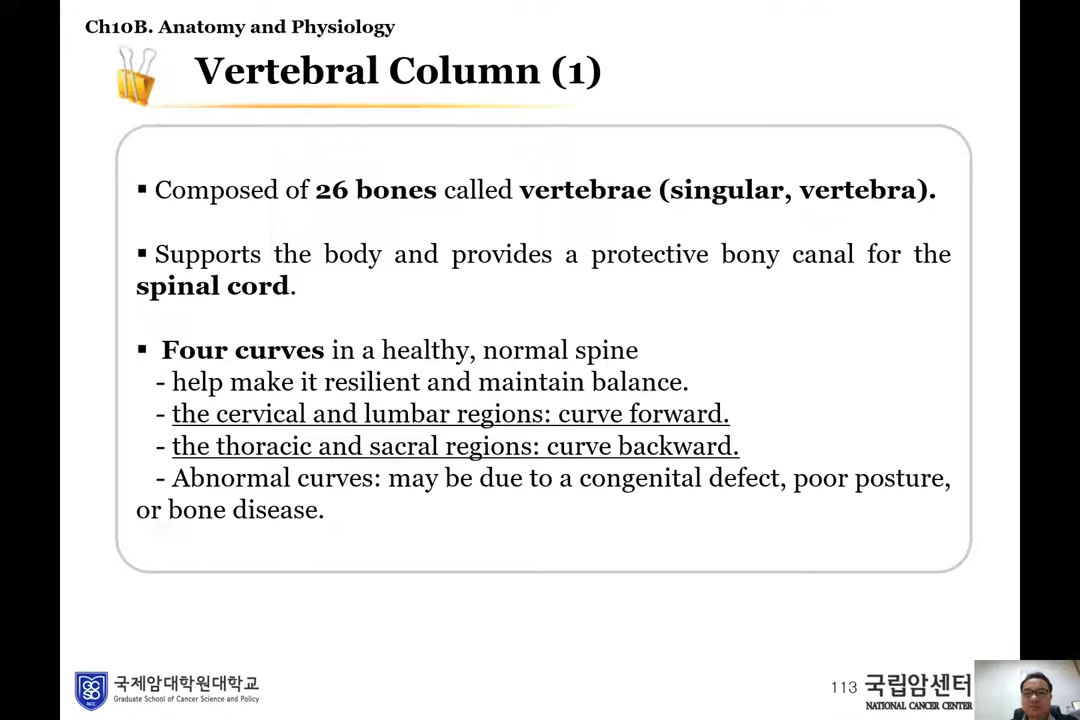 Ch10B. Anatomy and Physiology
Vertebral Column (1)
▪ Composed of 26 bones called vertebrae (singular, vertebra).
▪ Supports the body and provides a protective bony canal for the
spinal cord.
▪ Four curves in a healthy, normal spine
- help make it resilient and maintain balance.
- the cervical and lumbar regions: curve forward.
- the thoracic and sacral regions: curve backward.
- Abnormal curves: may be due to a congenital defect, poor posture,
or bone disease.
국제암대학원대학교
Graduate School of Cancer Science and Policy
NCC
113 국립암센터
NATIONAL CANCER CENTER